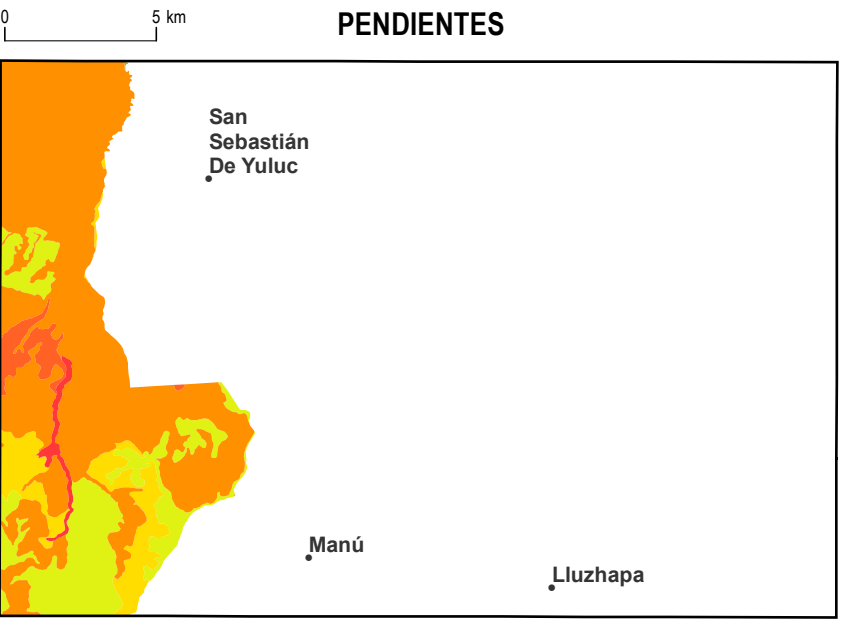 0 5 km
PENDIENTES
San
Sebastián
De Yuluc
Manú
Lluzhapa